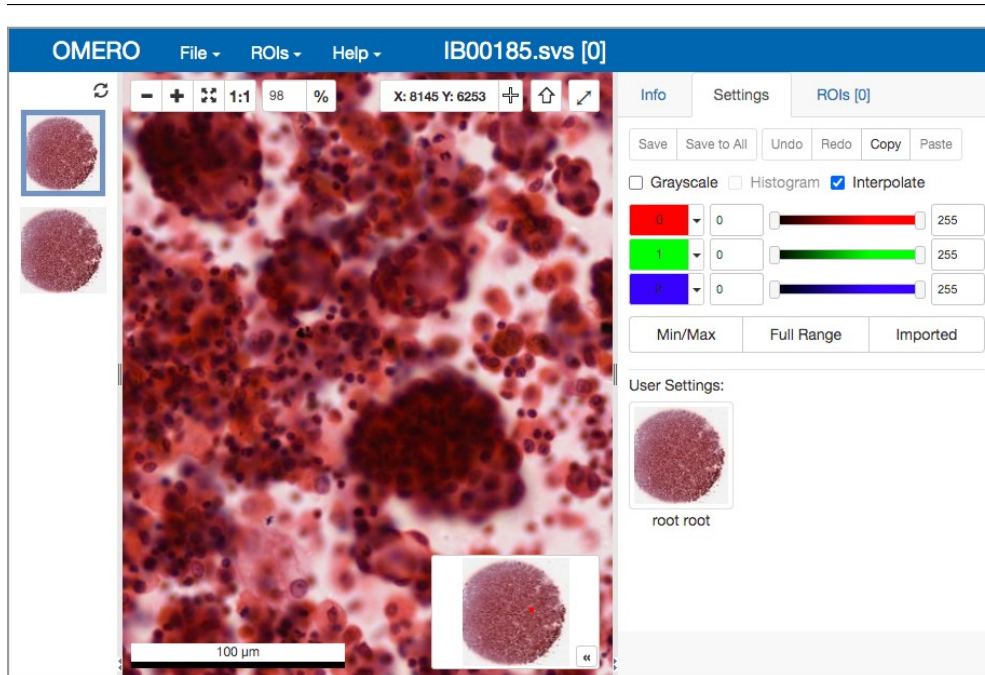 OMERO File ROIs Help IB00185.svs [0]
1:1 98 % X: 8145 Y: 6253
Info Settings ROIs [0]
Save Save to All Undo Redo Copy Paste
Grayscale Histogram Interpolate
0 0 255
1 0 255
2 0 255
Min/Max Full Range Imported
User Settings:
root root
100 µm
«